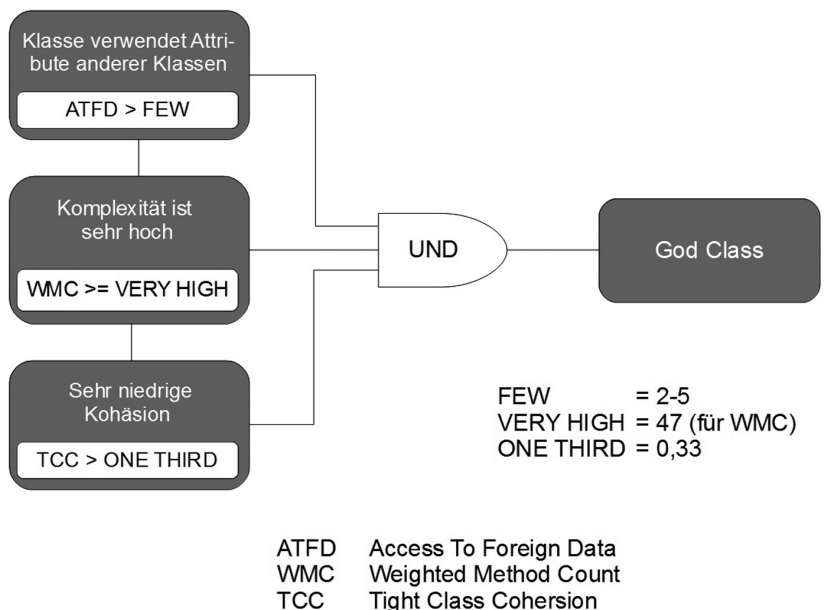 Klasse verwendet Attri-
bute anderer Klassen
ATFD > FEW
Komplexität ist
sehr hoch
WMC >= VERY HIGH
Sehr niedrige
Kohäsion
TCC > ONE THIRD
UND
God Class
FEW = 2-5
VERY HIGH = 47 (für WMC)
ONE THIRD = 0,33
ATFD Access To Foreign Data
WMC Weighted Method Count
TCC Tight Class Cohersion